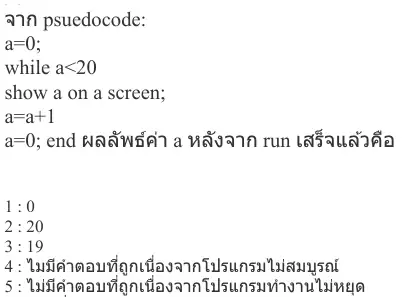 จาก psuedocode:
a=0;
while a<20
show a on a screen;
a=a+1
a=0; end ผลลัพธ์ค่า a หลังจาก run เสร็จแล้วคือ
1 : 0
2 : 20
3 : 19
4 : ไมมีคำตอบที่ถูกเนื่องจากโปรแกรมไม่สมบูรณ์
5 : ไม่มีคำตอบที่ถูกเนื่องจากโปรแกรมทำงานไม่หยุด